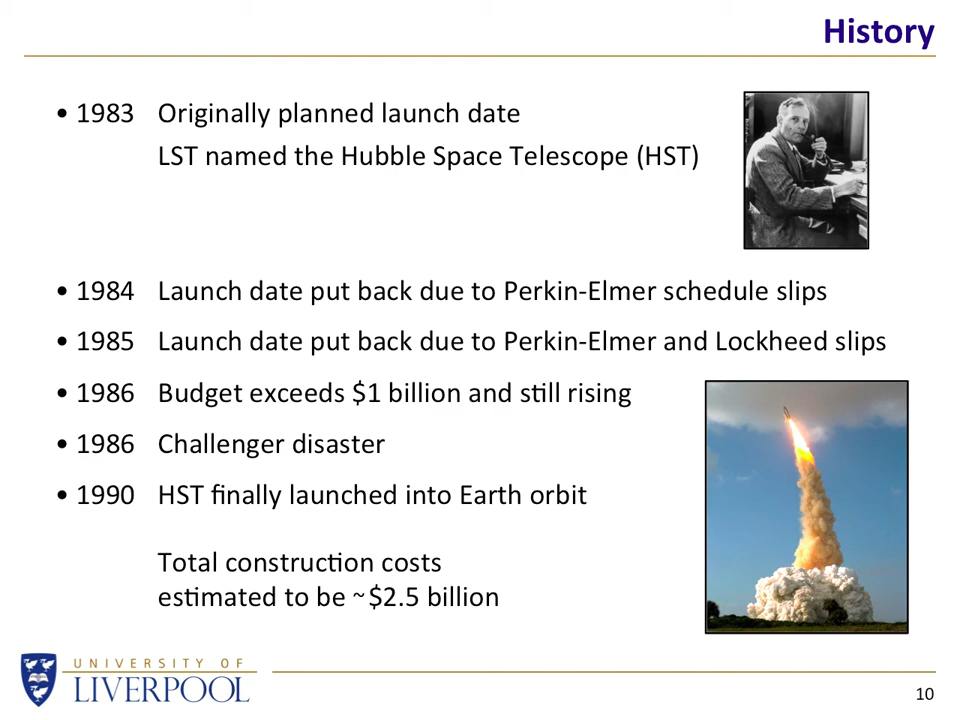 History
• 1983 Originally planned launch date
LST named the Hubble Space Telescope (HST)
• 1984 Launch date put back due to Perkin-Elmer schedule slips
• 1985 Launch date put back due to Perkin-Elmer and Lockheed slips
• 1986 Budget exceeds $1 billion and still rising
• 1986 Challenger disaster
• 1990 HST finally launched into Earth orbit
Total construction costs
estimated to be ~$2.5 billion
UNIVERSITY OF
LIVERPOOL
10